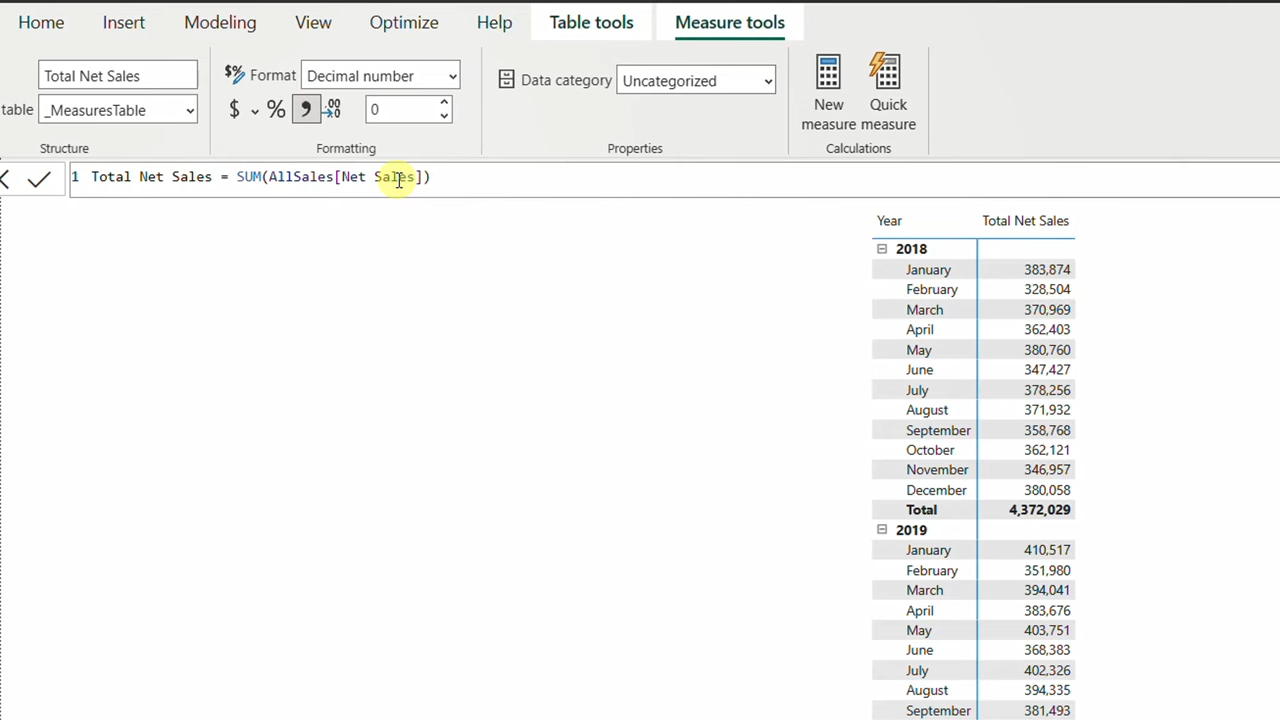 Home Insert Modeling View Optimize Help Table tools Measure tools
Total Net Sales
$% Format Decimal number
Data category Uncategorized
table _MeasuresTable
$ % , .00 0
New measure
Quick measure
Structure Formatting Properties Calculations
1 Total Net Sales = SUM(AllSales[Net Sales])
Year Total Net Sales
2018
January 383,874
February 328,504
March 370,969
April 362,403
May 380,760
June 347,427
July 378,256
August 371,932
September 358,768
October 362,121
November 346,957
December 380,058
Total 4,372,029
2019
January 410,517
February 351,980
March 394,041
April 383,676
May 403,751
June 368,383
July 402,326
August 394,335
September 381,493